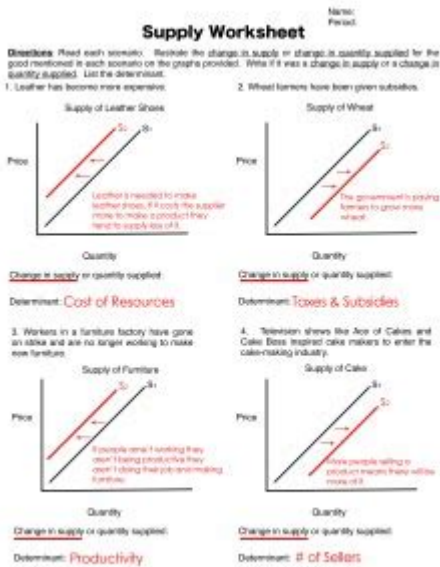 Name:
Period:
Supply Worksheet
Directions: Read each scenario. Illustrate the change in supply or change in quantity supplied for the
good mentioned in each scenario on the graphs provided. Write if it was a change in supply or a change in
quantity supplied. List the determinant.
1. Leather has become more expensive.
2. Wheat farmers have been given subsidies.
Supply of Leather Shoes
Supply of Wheat
S2
S1
S1
S2
Price
Price
Leather is needed to make
leather shoes, if it costs the supplier
more to make a product they
tend to supply less of it.
The government is paying
farmers to grow more
wheat.
Quantity
Quantity
Change in supply or quantity supplied:
Change in supply or quantity supplied:
Determinant: Cost of Resources
Determinant: Taxes & Subsidies
3. Workers in a furniture factory have gone
on strike and are no longer working to make
new furniture.
4. Television shows like Ace of Cakes and
Cake Boss inspired cake makers to enter the
cake-making industry.
Supply of Furniture
Supply of Cake
S2
S1
S1
S2
Price
Price
If people aren't working they
aren't being productive they
aren't doing their job and making
furniture.
More people selling a
product means there will be
more of it.
Quantity
Quantity
Change in supply or quantity supplied:
Change in supply or quantity supplied:
Determinant: Productivity
Determinant: # of Sellers